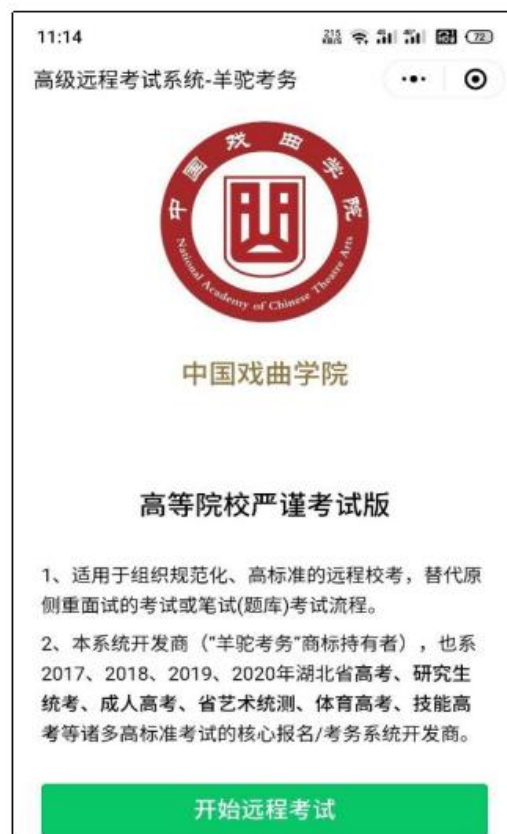 11:14
215 KB/S 5G 5G 72
高级远程考试系统-羊驼考务
中国戏曲学院
National Academy of Chinese Theatre Arts
中国戏曲学院
高等院校严谨考试版
1、适用于组织规范化、高标准的远程校考，替代原
侧重面试的考试或笔试(题库)考试流程。
2、本系统开发商（"羊驼考务"商标持有者），也系
2017、2018、2019、2020年湖北省高考、研究生
统考、成人高考、省艺术统测、体育高考、技能高
考等诸多高标准考试的核心报名/考务系统开发商。
开始远程考试